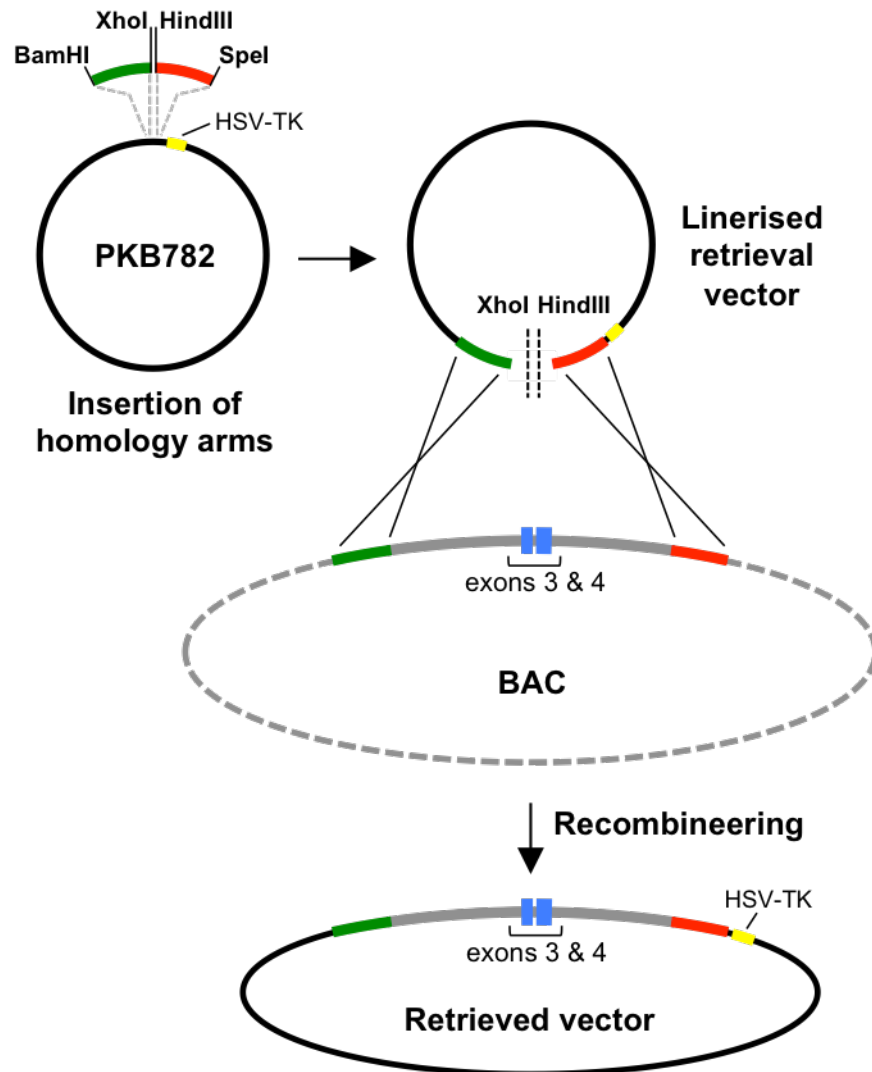 XhoI HindIII
BamHI SpeI
HSV-TK
PKB782
Insertion of
homology arms
Linerised
retrieval
vector
XhoI HindIII
exons 3 & 4
BAC
Recombineering
HSV-TK
exons 3 & 4
Retrieved vector